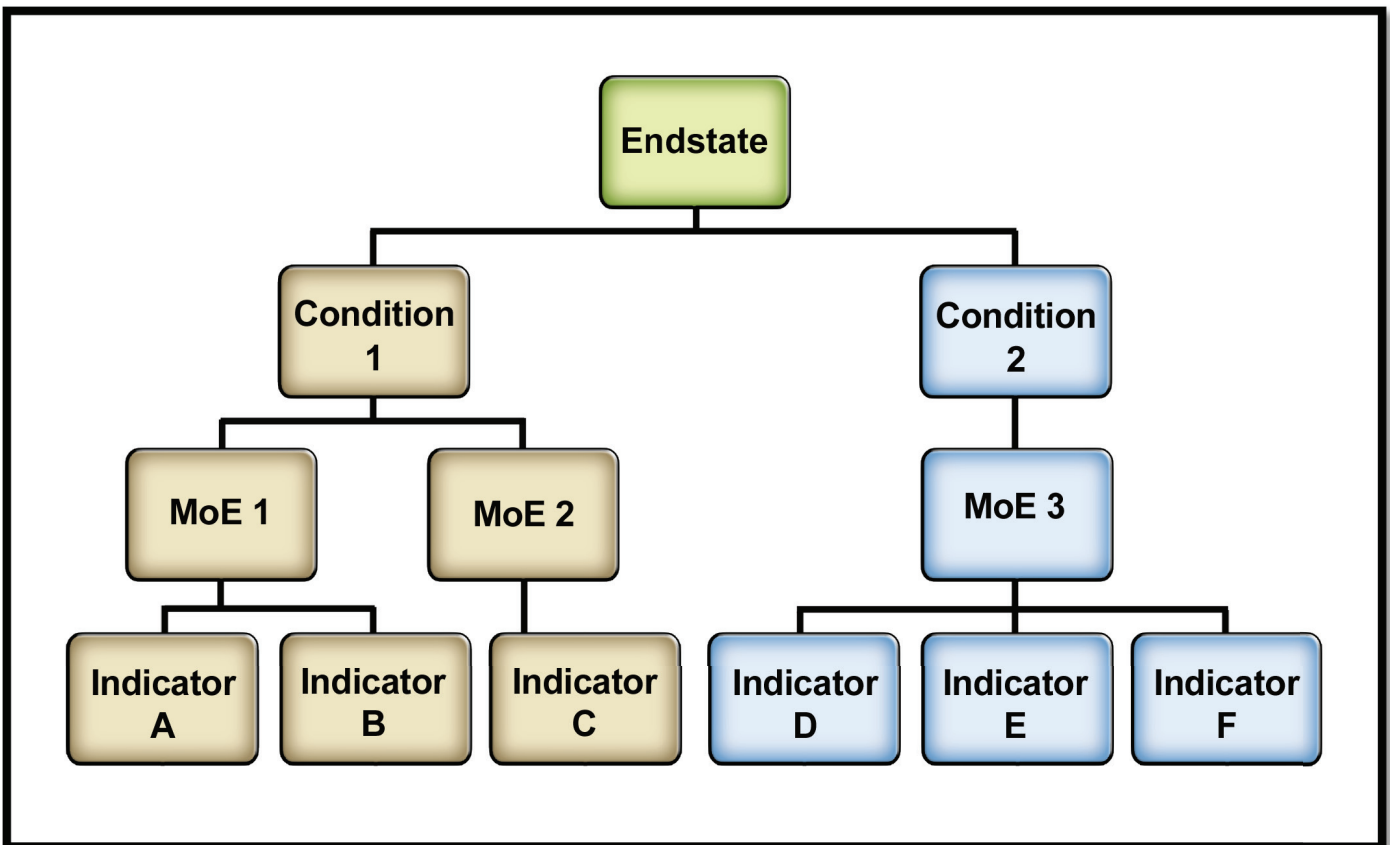 Endstate
Condition
1
Condition
2
MoE 1
MoE 2
MoE 3
Indicator
A
Indicator
B
Indicator
C
Indicator
D
Indicator
E
Indicator
F